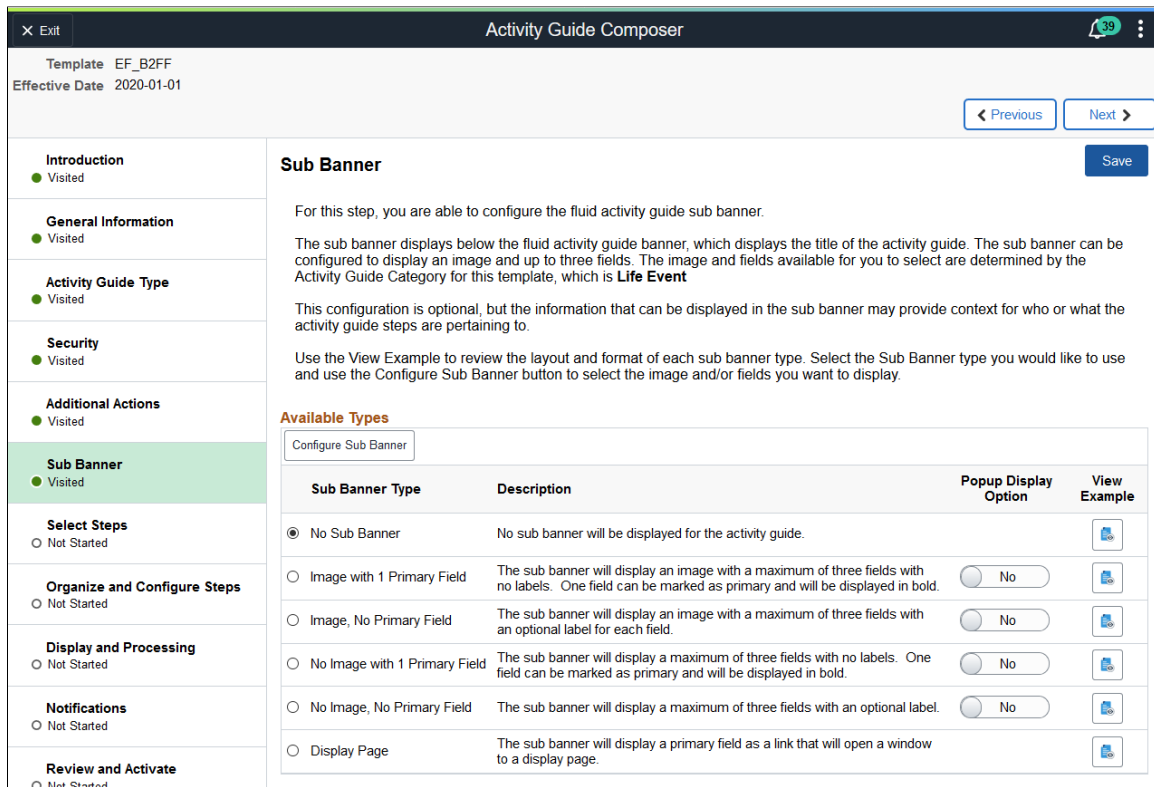 Exit
Activity Guide Composer
39
Template EF_B2FF
Effective Date 2020-01-01
Previous
Next
Introduction
Visited
General Information
Visited
Activity Guide Type
Visited
Security
Visited
Additional Actions
Visited
Sub Banner
Visited
Select Steps
Not Started
Organize and Configure Steps
Not Started
Display and Processing
Not Started
Notifications
Not Started
Review and Activate
Not Started
Sub Banner
Save
For this step, you are able to configure the fluid activity guide sub banner.
The sub banner displays below the fluid activity guide banner, which displays the title of the activity guide. The sub banner can be
configured to display an image and up to three fields. The image and fields available for you to select are determined by the
Activity Guide Category for this template, which is Life Event
This configuration is optional, but the information that can be displayed in the sub banner may provide context for who or what the
activity guide steps are pertaining to.
Use the View Example to review the layout and format of each sub banner type. Select the Sub Banner type you would like to use
and use the Configure Sub Banner button to select the image and/or fields you want to display.
Available Types
Configure Sub Banner
Sub Banner Type Description Popup Display Option View Example
No Sub Banner No sub banner will be displayed for the activity guide.
Image with 1 Primary Field The sub banner will display an image with a maximum of three fields with
no labels. One field can be marked as primary and will be displayed in bold. No
Image, No Primary Field The sub banner will display an image with a maximum of three fields with
an optional label for each field. No
No Image with 1 Primary Field The sub banner will display a maximum of three fields with no labels. One
field can be marked as primary and will be displayed in bold. No
No Image, No Primary Field The sub banner will display a maximum of three fields with an optional label. No
Display Page The sub banner will display a primary field as a link that will open a window
to a display page.